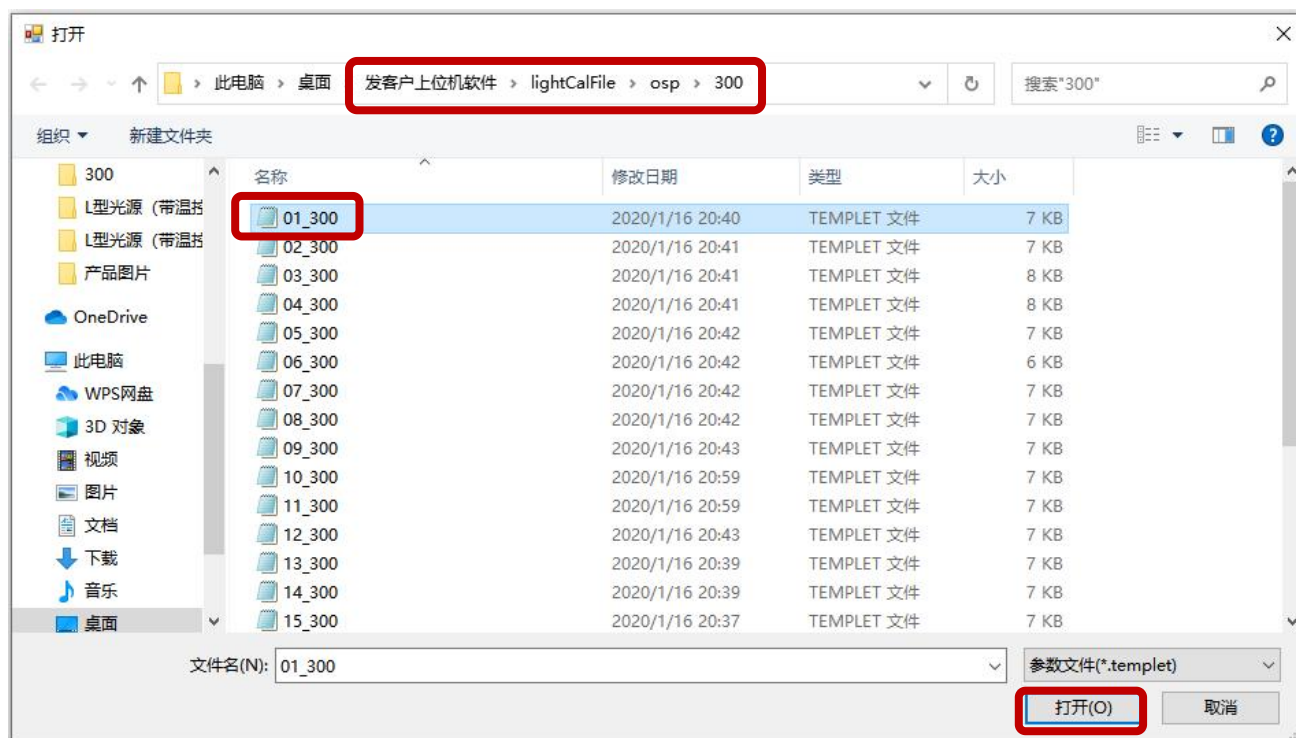 打开
此电脑 › 桌面 发客户上位机软件 › lightCalFile › osp › 300 搜索"300"
组织 新建文件夹
名称 修改日期 类型 大小
300
L型光源（带温控
L型光源（带温控
产品图片
OneDrive
此电脑
WPS网盘
3D 对象
视频
图片
文档
下载
音乐
桌面
01_300 2020/1/16 20:40 TEMPLET 文件 7 KB
02_300 2020/1/16 20:41 TEMPLET 文件 7 KB
03_300 2020/1/16 20:41 TEMPLET 文件 8 KB
04_300 2020/1/16 20:41 TEMPLET 文件 8 KB
05_300 2020/1/16 20:42 TEMPLET 文件 7 KB
06_300 2020/1/16 20:42 TEMPLET 文件 6 KB
07_300 2020/1/16 20:42 TEMPLET 文件 7 KB
08_300 2020/1/16 20:42 TEMPLET 文件 7 KB
09_300 2020/1/16 20:43 TEMPLET 文件 7 KB
10_300 2020/1/16 20:59 TEMPLET 文件 7 KB
11_300 2020/1/16 20:59 TEMPLET 文件 7 KB
12_300 2020/1/16 20:43 TEMPLET 文件 7 KB
13_300 2020/1/16 20:39 TEMPLET 文件 7 KB
14_300 2020/1/16 20:39 TEMPLET 文件 7 KB
15_300 2020/1/16 20:37 TEMPLET 文件 7 KB
文件名(N): 01_300 参数文件(*.templet)
打开(O) 取消